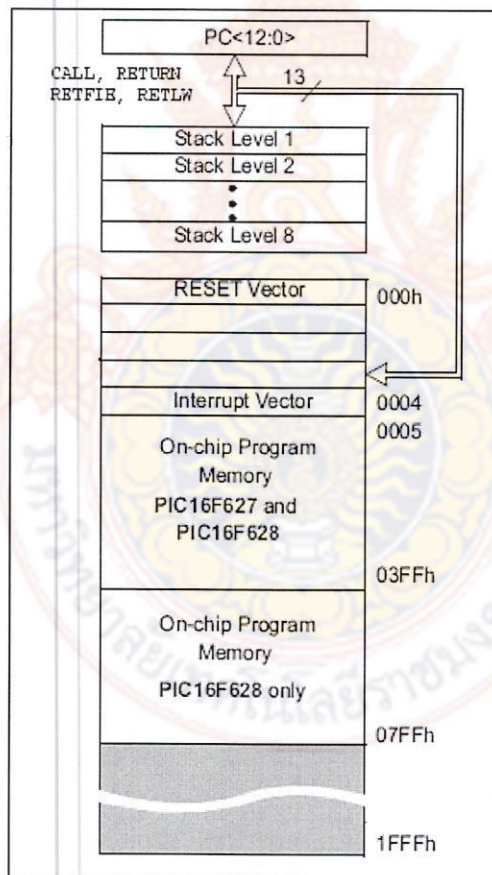 PC<12:0>
CALL, RETURN
RETFIE, RETLW
13
Stack Level 1
Stack Level 2
Stack Level 8
RESET Vector
000h
Interrupt Vector
0004
0005
On-chip Program
Memory
PIC16F627 and
PIC16F628
03FFh
On-chip Program
Memory
PIC16F628 only
07FFh
1FFFh